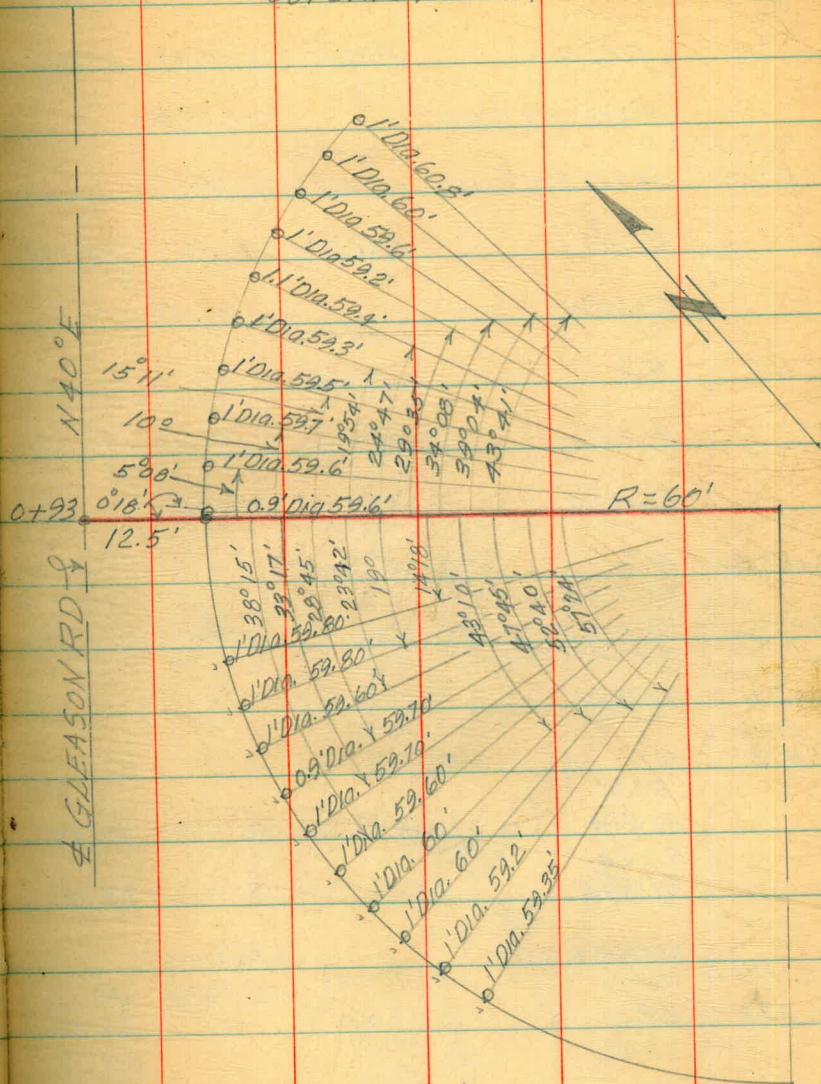 1' Dia. 60.8'
1' Dia. 60'
1' Dia. 59.6'
1' Dia 59.2'
1.1' Dia. 59.4'
1' Dia. 59.3'
1' Dia. 59.5'
1' Dia. 59.7'
1' Dia. 59.6'
0.9' Dia 59.6'
N40°E
15°11'
10°
5°08'
0°18'
19°54'
24°47'
29°35'
34°08'
39°04'
43°41'
0+93
12.5'
R=60'
℄ GLEASON RD
38°15'
33°17'
28°45'
23°42'
19°
14°18'
43°10'
47°45'
52°40'
57°24'
1' Dia. 59.80'
1' Dia. 59.80'
1' Dia. 59.60'
0.9' Dia. 59.70'
1' Dia. 59.70'
1' Dia. 59.60'
1' Dia. 60'
1' Dia. 60'
1' Dia. 59.2'
1' Dia. 59.35'